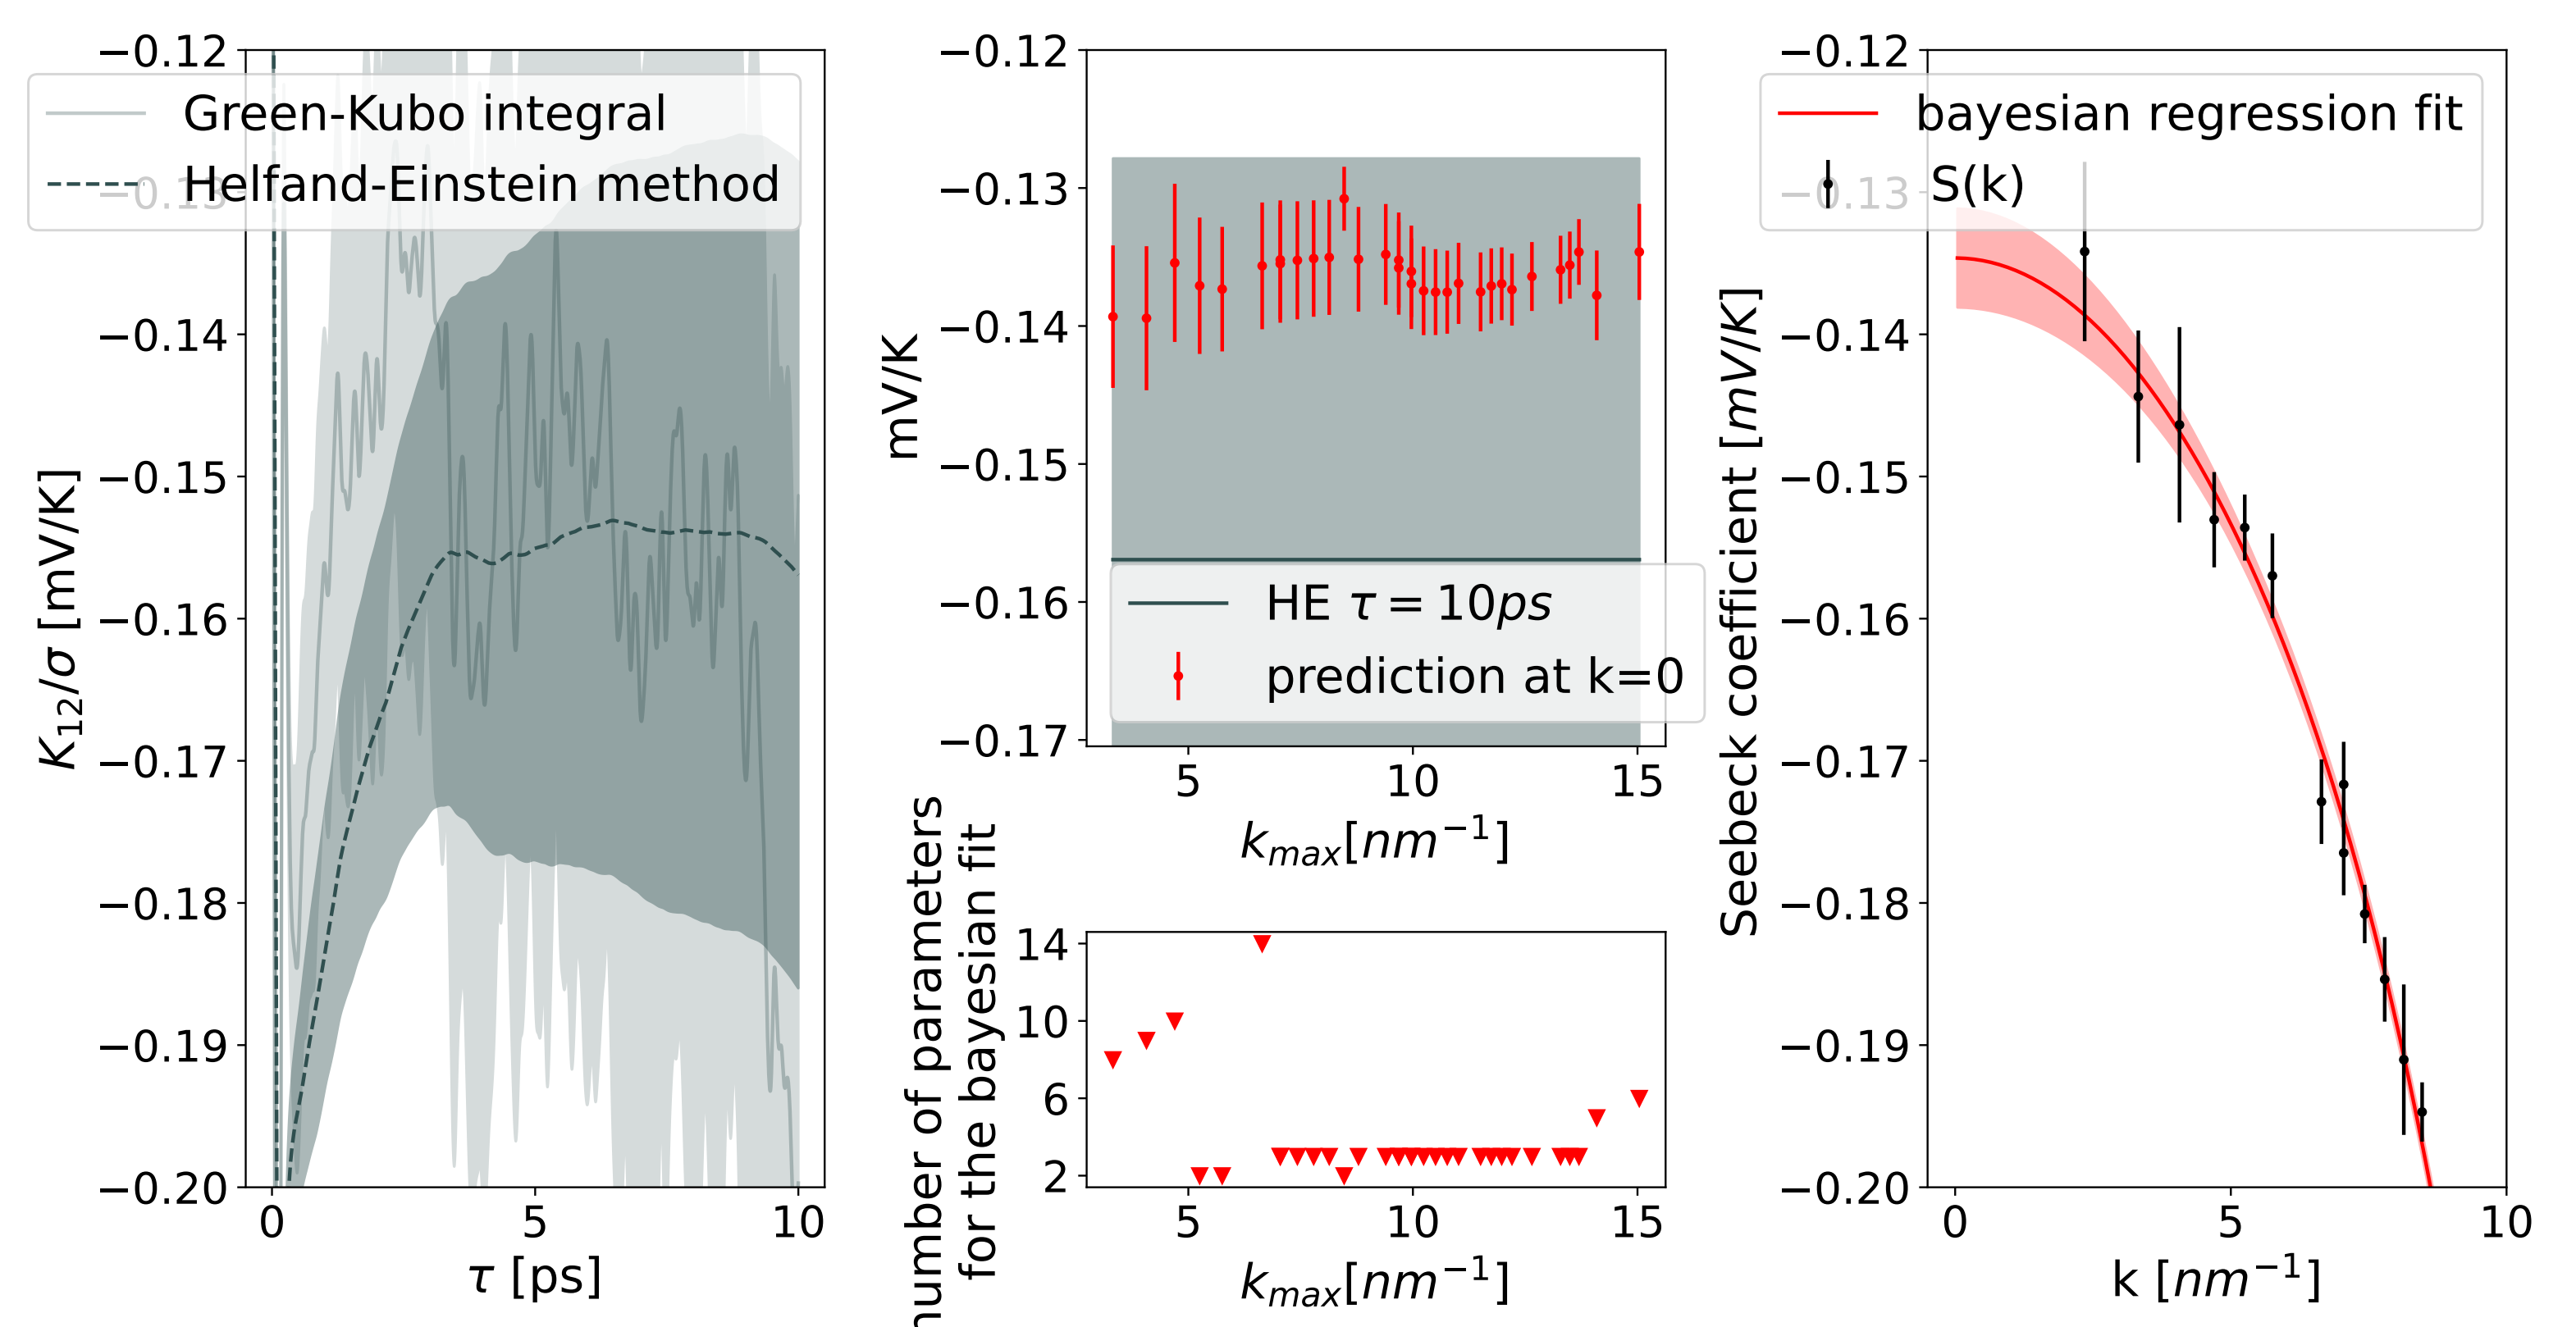 −0.12
Green-Kubo integral
Helfand-Einstein method
−0.13
−0.14
−0.15
−0.16
−0.17
−0.18
−0.19
−0.20
K12/σ [mV/K]
0 5 10
τ [ps]
−0.12
−0.13
−0.14
−0.15
−0.16
−0.17
mV/K
HE τ = 10ps
prediction at k=0
5 10 15
kmax[nm−1]
14
10
6
2
number of parameters
for the bayesian fit
5 10 15
kmax[nm−1]
−0.12
bayesian regression fit
S(k)
−0.13
−0.14
−0.15
−0.16
−0.17
−0.18
−0.19
−0.20
Seebeck coefficient [mV/K]
0 5 10
k [nm−1]